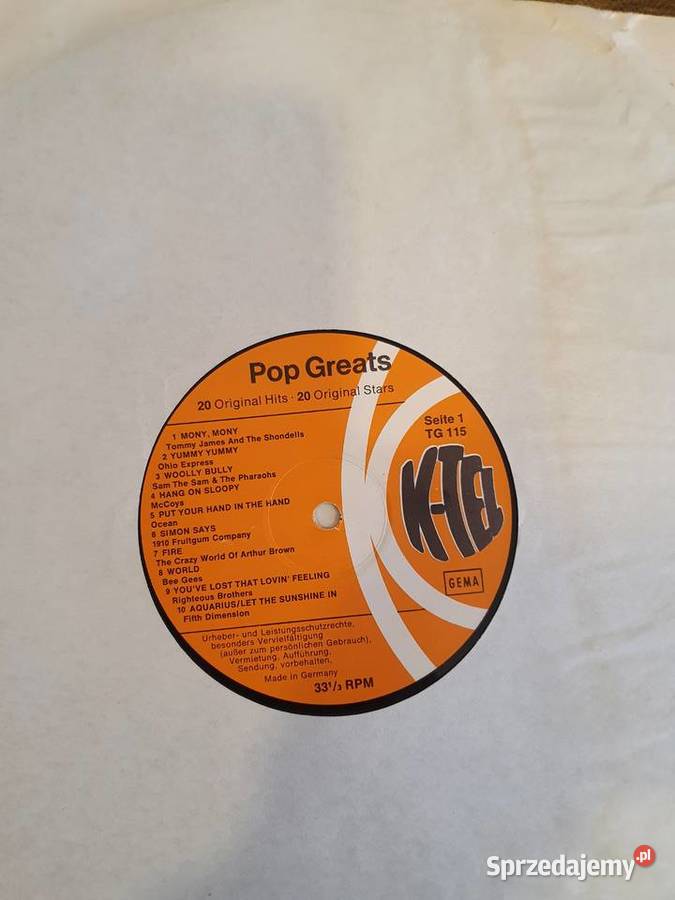 Pop Greats
20 Original Hits · 20 Original Stars
Seite 1
TG 115
1 MONY, MONY
Tommy James And The Shondells
2 YUMMY YUMMY
Ohio Express
3 WOOLLY BULLY
Sam The Sam & The Pharaohs
4 HANG ON SLOOPY
McCoys
5 PUT YOUR HAND IN THE HAND
Ocean
6 SIMON SAYS
1910 Fruitgum Company
7 FIRE
The Crazy World Of Arthur Brown
8 WORLD
Bee Gees
9 YOU'VE LOST THAT LOVIN' FEELING
Righteous Brothers
10 AQUARIUS/LET THE SUNSHINE IN
Fifth Dimension
K-TEL
GEMA
Urheber- und Leistungsschutzrechte,
besonders Vervielfältigung
(außer zum persönlichen Gebrauch),
Vermietung, Aufführung,
Sendung, vorbehalten.
Made in Germany
33 1/3 RPM
Sprzedajemy.pl